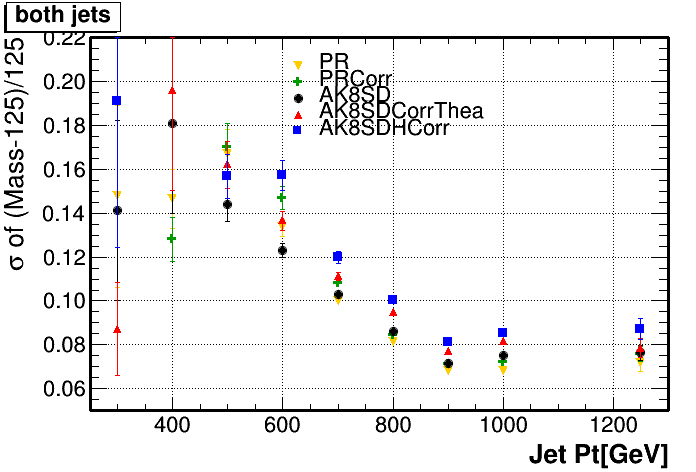 both jets
0.22
0.20
0.18
0.16
0.14
0.12
0.10
0.08
0.06
σ of (Mass-125)/125
PR
PRCorr
AK8SD
AK8SDCorrThea
AK8SDHCorr
400 600 800 1000 1200
Jet Pt[GeV]